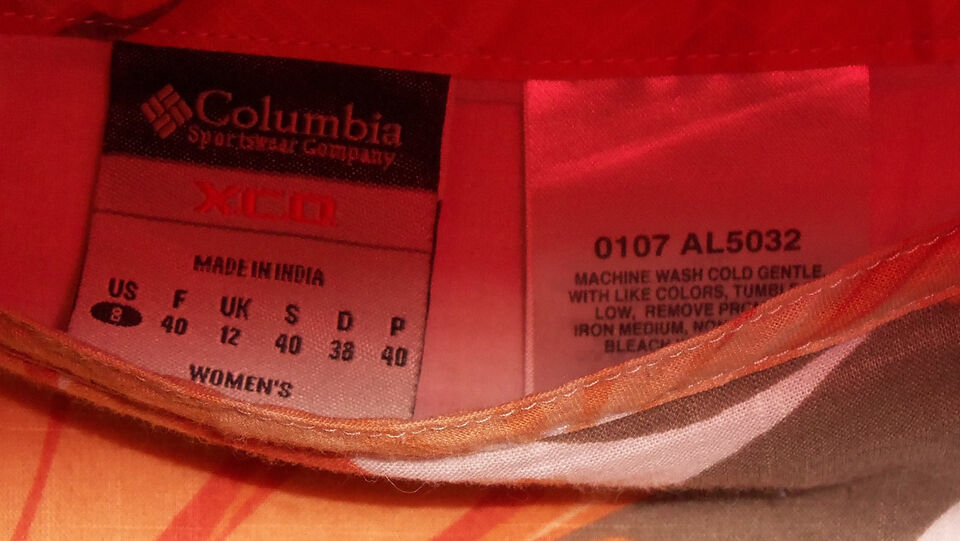 Columbia
Sportswear Company
XCO
MADE IN INDIA
US F UK S D P
8 40 12 40 38 40
WOMEN'S
0107 AL5032
MACHINE WASH COLD GENTLE,
WITH LIKE COLORS, TUMBLE
LOW, REMOVE
IRON MEDIUM,
BLEACH